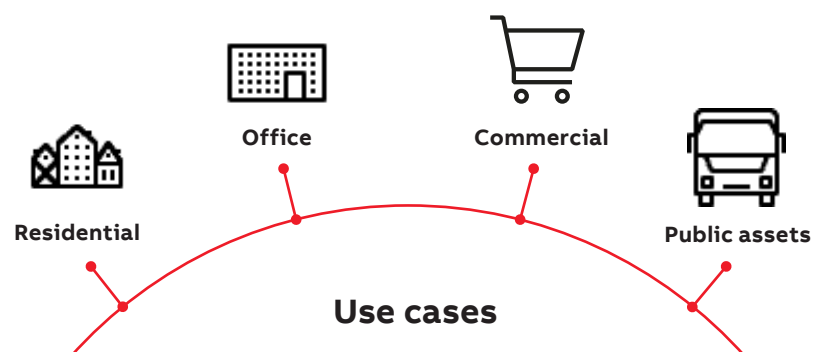 Office
Commercial
Residential
Public assets
Use cases